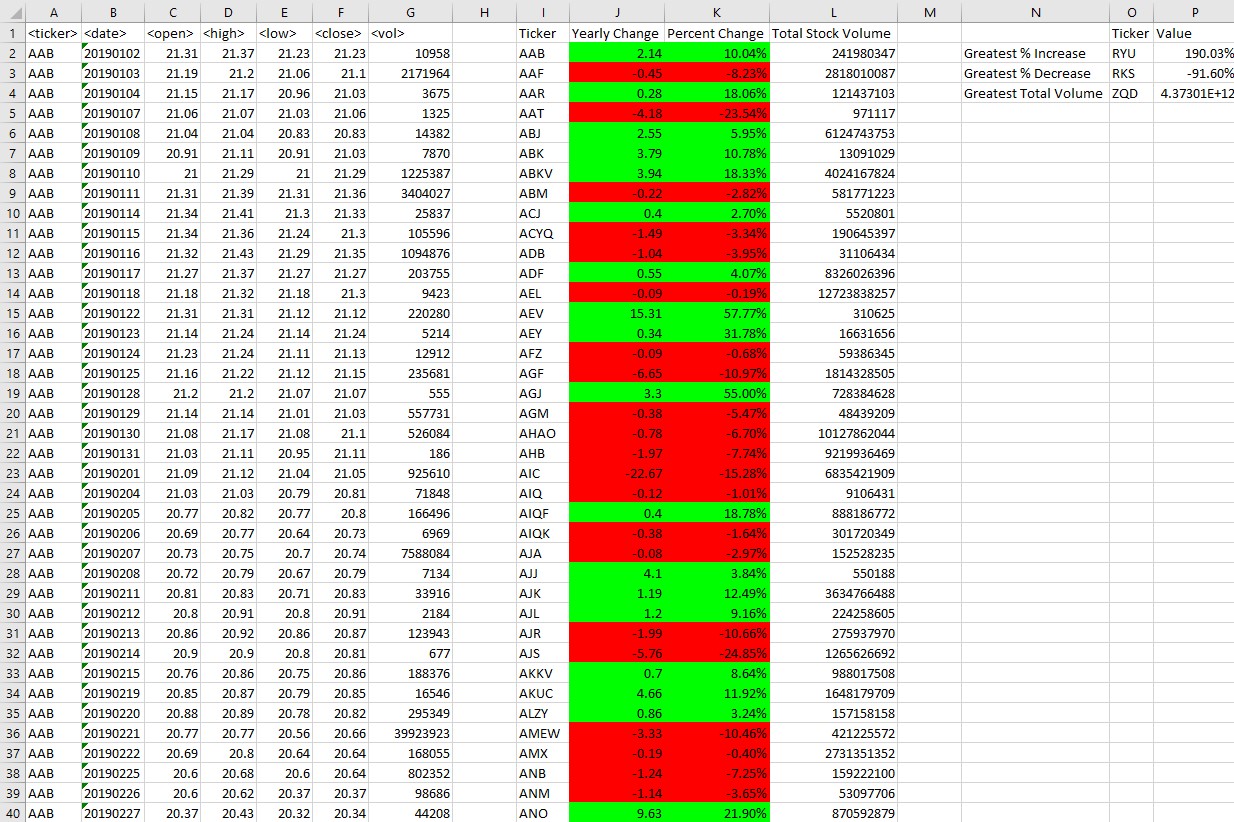 A B C D E F G H I J K L M N O P
1 <ticker> <date> <open> <high> <low> <close> <vol> Ticker Yearly Change Percent Change Total Stock Volume Ticker Value
2 AAB 20190102 21.31 21.37 21.23 21.23 10958 AAB 2.14 10.04% 241980347 Greatest % Increase RYU 190.03%
3 AAB 20190103 21.19 21.2 21.06 21.1 2171964 AAF -0.45 -8.23% 2818010087 Greatest % Decrease RKS -91.60%
4 AAB 20190104 21.15 21.17 20.96 21.03 3675 AAR 0.28 18.06% 121437103 Greatest Total Volume ZQD 4.37301E+12
5 AAB 20190107 21.06 21.07 21.03 21.06 1325 AAT -4.18 -23.54% 971117
6 AAB 20190108 21.04 21.04 20.83 20.83 14382 ABJ 2.55 5.95% 6124743753
7 AAB 20190109 20.91 21.11 20.91 21.03 7870 ABK 3.79 10.78% 13091029
8 AAB 20190110 21 21.29 21 21.29 1225387 ABKV 3.94 18.33% 4024167824
9 AAB 20190111 21.31 21.39 21.31 21.36 3404027 ABM -0.22 -2.82% 581771223
10 AAB 20190114 21.34 21.41 21.3 21.33 25837 ACJ 0.4 2.70% 5520801
11 AAB 20190115 21.34 21.36 21.24 21.3 105596 ACYQ -1.49 -3.34% 190645397
12 AAB 20190116 21.32 21.43 21.29 21.35 1094876 ADB -1.04 -3.95% 31106434
13 AAB 20190117 21.27 21.37 21.27 21.27 203755 ADF 0.55 4.07% 8326026396
14 AAB 20190118 21.18 21.32 21.18 21.3 9423 AEL -0.09 -0.19% 12723838257
15 AAB 20190122 21.31 21.31 21.12 21.12 220280 AEV 15.31 57.77% 310625
16 AAB 20190123 21.14 21.24 21.14 21.24 5214 AEY 0.34 31.78% 16631656
17 AAB 20190124 21.23 21.24 21.11 21.13 12912 AFZ -0.09 -0.68% 59386345
18 AAB 20190125 21.16 21.22 21.12 21.15 235681 AGF -6.65 -10.97% 1814328505
19 AAB 20190128 21.2 21.2 21.07 21.07 555 AGJ 3.3 55.00% 728384628
20 AAB 20190129 21.14 21.14 21.01 21.03 557731 AGM -0.38 -5.47% 48439209
21 AAB 20190130 21.08 21.17 21.08 21.1 526084 AHAO -0.78 -6.70% 10127862044
22 AAB 20190131 21.03 21.11 20.95 21.11 186 AHB -1.97 -7.74% 9219936469
23 AAB 20190201 21.09 21.12 21.04 21.05 925610 AIC -22.67 -15.28% 6835421909
24 AAB 20190204 21.03 21.03 20.79 20.81 71848 AIQ -0.12 -1.01% 9106431
25 AAB 20190205 20.77 20.82 20.77 20.8 166496 AIQF 0.4 18.78% 888186772
26 AAB 20190206 20.69 20.77 20.64 20.73 6969 AIQK -0.38 -1.64% 301720349
27 AAB 20190207 20.73 20.75 20.7 20.74 7588084 AJA -0.08 -2.97% 152528235
28 AAB 20190208 20.72 20.79 20.67 20.79 7134 AJJ 4.1 3.84% 550188
29 AAB 20190211 20.81 20.83 20.71 20.83 33916 AJK 1.19 12.49% 3634766488
30 AAB 20190212 20.8 20.91 20.8 20.91 2184 AJL 1.2 9.16% 224258605
31 AAB 20190213 20.86 20.92 20.86 20.87 123943 AJR -1.99 -10.66% 275937970
32 AAB 20190214 20.9 20.9 20.8 20.81 677 AJS -5.76 -24.85% 1265626692
33 AAB 20190215 20.76 20.86 20.75 20.86 188376 AKKV 0.7 8.64% 988017508
34 AAB 20190219 20.85 20.87 20.79 20.85 16546 AKUC 4.66 11.92% 1648179709
35 AAB 20190220 20.88 20.89 20.78 20.82 295349 ALZY 0.86 3.24% 157158158
36 AAB 20190221 20.77 20.77 20.56 20.66 39923923 AMEW -3.33 -10.46% 421225572
37 AAB 20190222 20.69 20.8 20.64 20.64 168055 AMX -0.19 -0.40% 2731351352
38 AAB 20190225 20.6 20.68 20.6 20.64 802352 ANB -1.24 -7.25% 159222100
39 AAB 20190226 20.6 20.62 20.37 20.37 98686 ANM -1.14 -3.65% 53097706
40 AAB 20190227 20.37 20.43 20.32 20.34 44208 ANO 9.63 21.90% 870592879